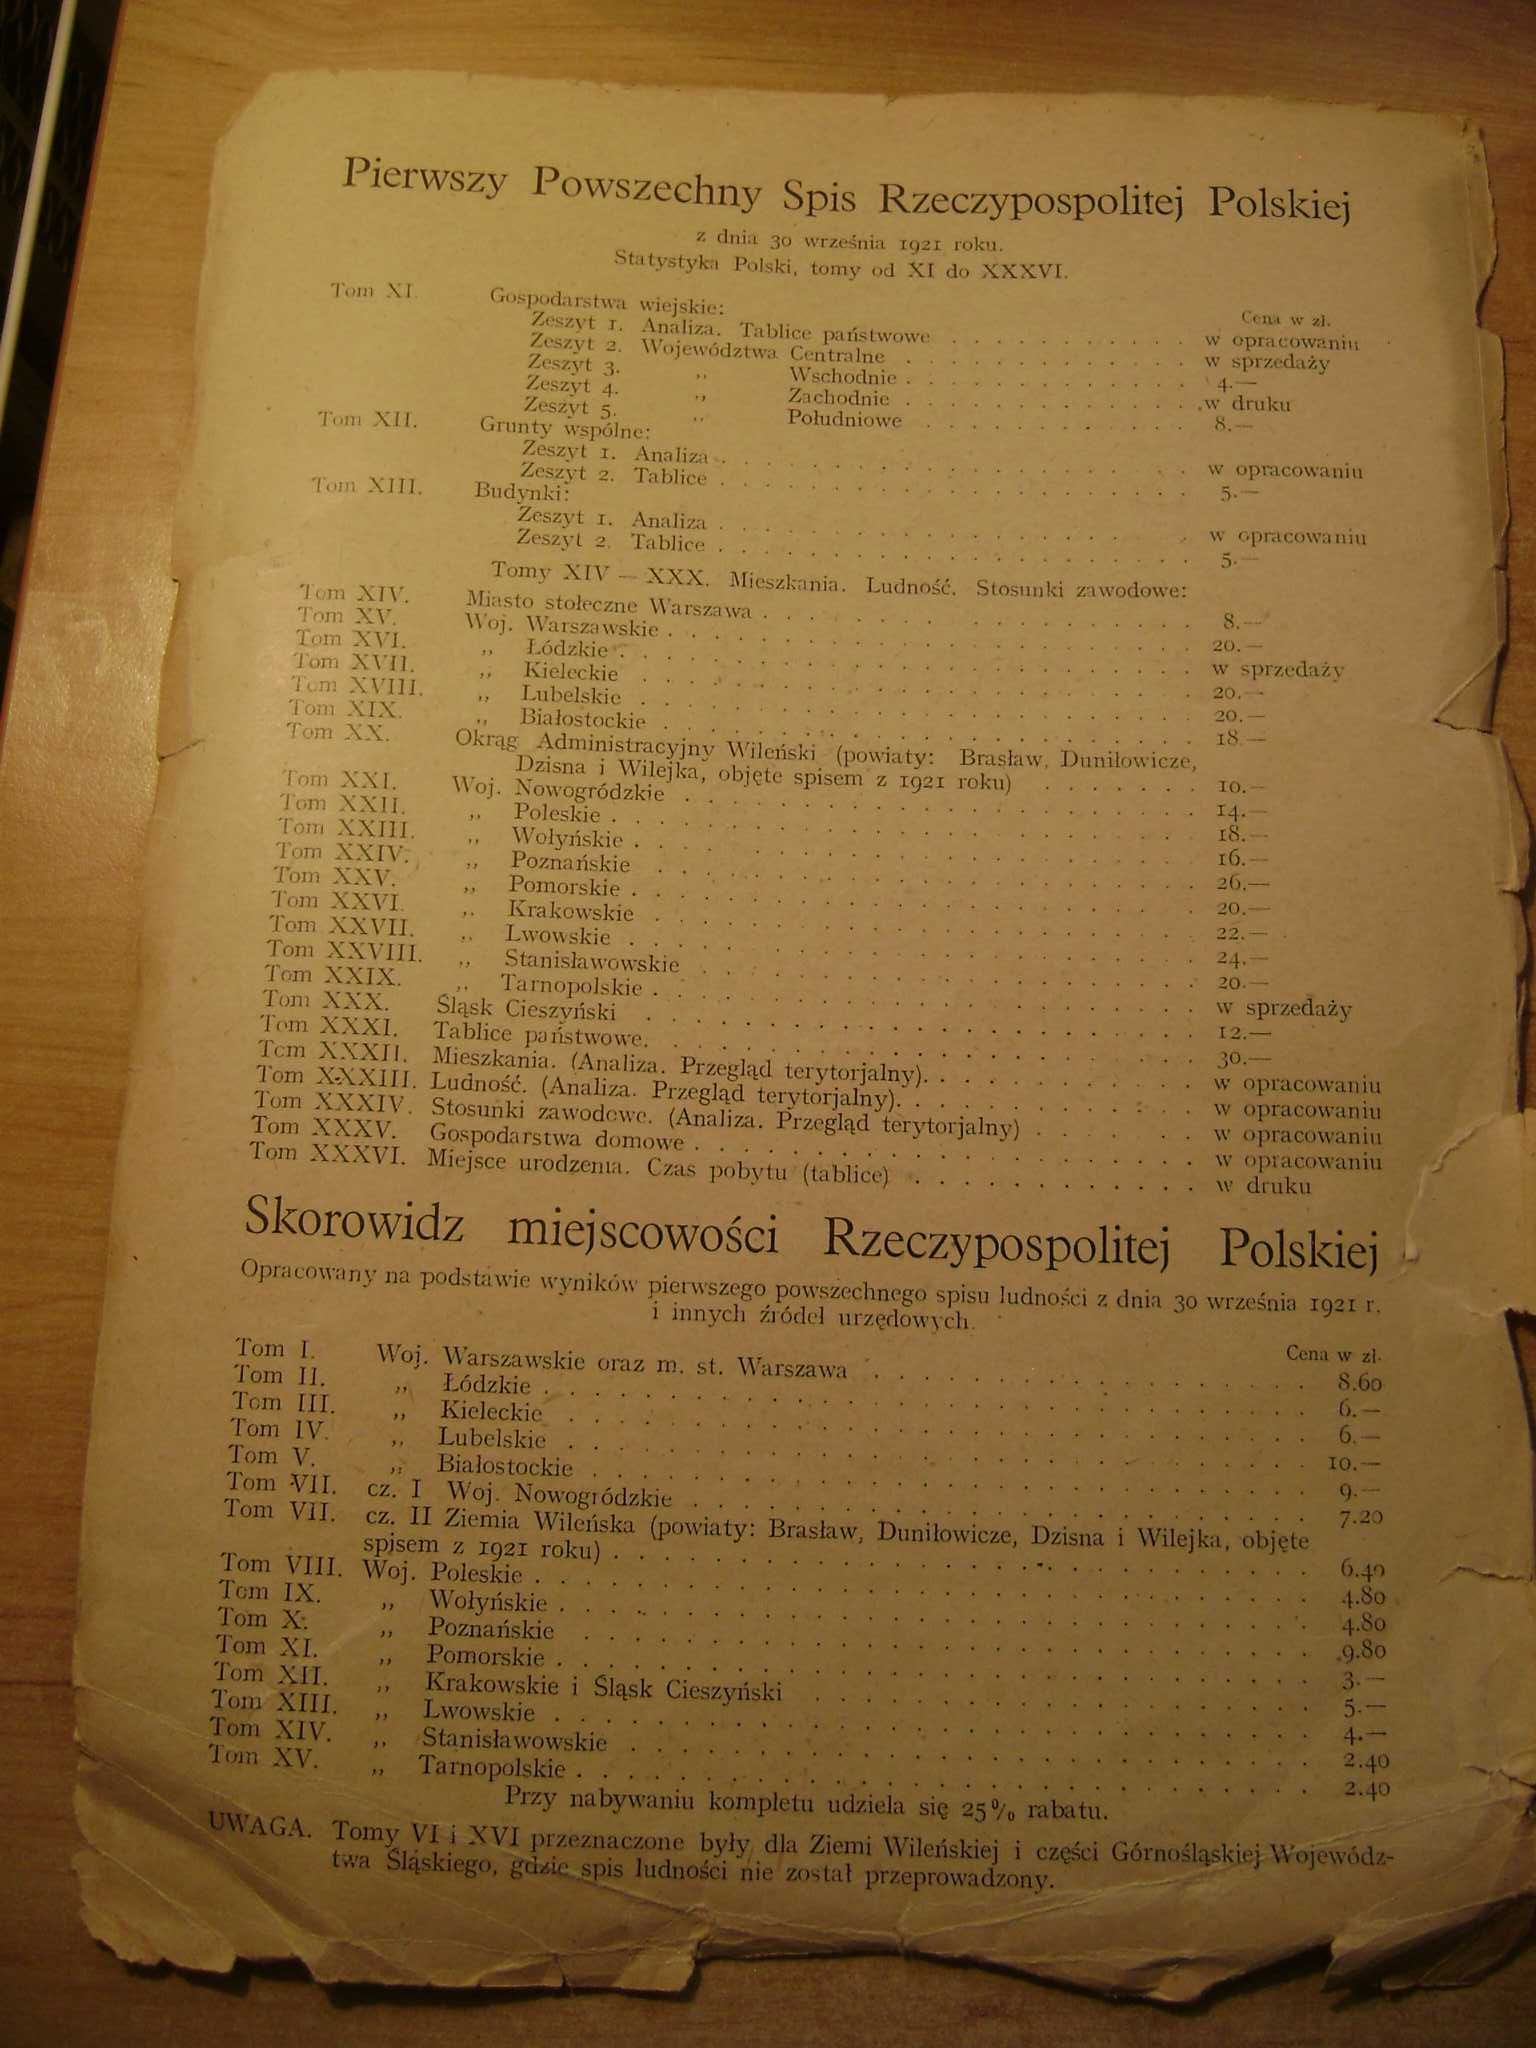 Pierwszy Powszechny Spis Rzeczypospolitej Polskiej
z dnia 30 września 1921 roku.
Statystyka Polski, tomy od XI do XXXVI.
Tom XI. Gospodarstwa wiejskie: Cena w zł.
Zeszyt 1. Analiza. Tablice państwowe . . . . . . . . . . w opracowaniu
Zeszyt 2. Województwa Centralne . . . . . . . . . . w sprzedaży
Zeszyt 3. ,, Wschodnie . . . . . . . . . . 4.—
Zeszyt 4. ,, Zachodnie . . . . . . . . . . w druku
Zeszyt 5. ,, Południowe . . . . . . . . . . 8.—
Tom XII. Grunty wspólne:
Zeszyt 1. Analiza . . . . . . . . . . w opracowaniu
Zeszyt 2. Tablice . . . . . . . . . . 5.—
Tom XIII. Budynki:
Zeszyt 1. Analiza . . . . . . . . . . w opracowaniu
Zeszyt 2. Tablice . . . . . . . . . . 5.—
Tomy XIV — XXX. Mieszkania. Ludność. Stosunki zawodowe:
Tom XIV. Miasto stołeczne Warszawa . . . . . . . . . . 8.—
Tom XV. Woj. Warszawskie . . . . . . . . . . 20.—
Tom XVI. ,, Łódzkie . . . . . . . . . . w sprzedaży
Tom XVII. ,, Kieleckie . . . . . . . . . . 20.—
Tom XVIII. ,, Lubelskie . . . . . . . . . . 20.—
Tom XIX. ,, Białostockie . . . . . . . . . . 18.—
Tom XX. Okrąg Administracyjny Wileński (powiaty: Brasław, Duniłowicze,
Dzisna i Wilejka, objęte spisem z 1921 roku) . . . . . . 10.—
Tom XXI. Woj. Nowogródzkie . . . . . . . . . . 14.—
Tom XXII. ,, Poleskie . . . . . . . . . . 18.—
Tom XXIII. ,, Wołyńskie . . . . . . . . . . 16.—
Tom XXIV. ,, Poznańskie . . . . . . . . . . 26.—
Tom XXV. ,, Pomorskie . . . . . . . . . . 20.—
Tom XXVI. ,, Krakowskie . . . . . . . . . . 22.—
Tom XXVII. ,, Lwowskie . . . . . . . . . . 24.—
Tom XXVIII. ,, Stanisławowskie . . . . . . . . . . 20.—
Tom XXIX. ,, Tarnopolskie . . . . . . . . . . w sprzedaży
Tom XXX. Śląsk Cieszyński . . . . . . . . . . 12.—
Tom XXXI. Tablice państwowe. . . . . . . . . . . 30.—
Tom XXXII. Mieszkania. (Analiza. Przegląd terytorjalny). . . . . . . . . . w opracowaniu
Tom XXXIII. Ludność. (Analiza. Przegląd terytorjalny). . . . . . . . . . w opracowaniu
Tom XXXIV. Stosunki zawodowe. (Analiza. Przegląd terytorjalny) . . . . . . w opracowaniu
Tom XXXV. Gospodarstwa domowe . . . . . . . . . . w opracowaniu
Tom XXXVI. Miejsce urodzenia. Czas pobytu (tablice) . . . . . . . . . . w druku
Skorowidz miejscowości Rzeczypospolitej Polskiej
Opracowany na podstawie wyników pierwszego powszechnego spisu ludności z dnia 30 września 1921 r.
i innych źródeł urzędowych.
Cena w zł.
Tom I. Woj. Warszawskie oraz m. st. Warszawa . . . . . . . . . . 8.60
Tom II. ,, Łódzkie . . . . . . . . . . 6.—
Tom III. ,, Kieleckie . . . . . . . . . . 6.—
Tom IV. ,, Lubelskie . . . . . . . . . . 10.—
Tom V. ,, Białostockie . . . . . . . . . . 9.—
Tom VII. cz. I Woj. Nowogródzkie . . . . . . . . . . 7.20
Tom VII. cz. II Ziemia Wileńska (powiaty: Brasław, Duniłowicze, Dzisna i Wilejka, objęte
spisem z 1921 roku) . . . . . . . . . . 6.40
Tom VIII. Woj. Poleskie . . . . . . . . . . 4.80
Tom IX. ,, Wołyńskie . . . . . . . . . . 4.80
Tom X. ,, Poznańskie . . . . . . . . . . 9.80
Tom XI. ,, Pomorskie . . . . . . . . . . 3.—
Tom XII. ,, Krakowskie i Śląsk Cieszyński . . . . . . . . . . 5.—
Tom XIII. ,, Lwowskie . . . . . . . . . . 4.—
Tom XIV. ,, Stanisławowskie . . . . . . . . . . 2.40
Tom XV. ,, Tarnopolskie . . . . . . . . . . 2.40
Przy nabywaniu kompletu udziela się 25% rabatu.
UWAGA. Tomy VI i XVI przeznaczone były dla Ziemi Wileńskiej i części Górnośląskiej Wojewódz-
twa Śląskiego, gdzie spis ludności nie został przeprowadzony.